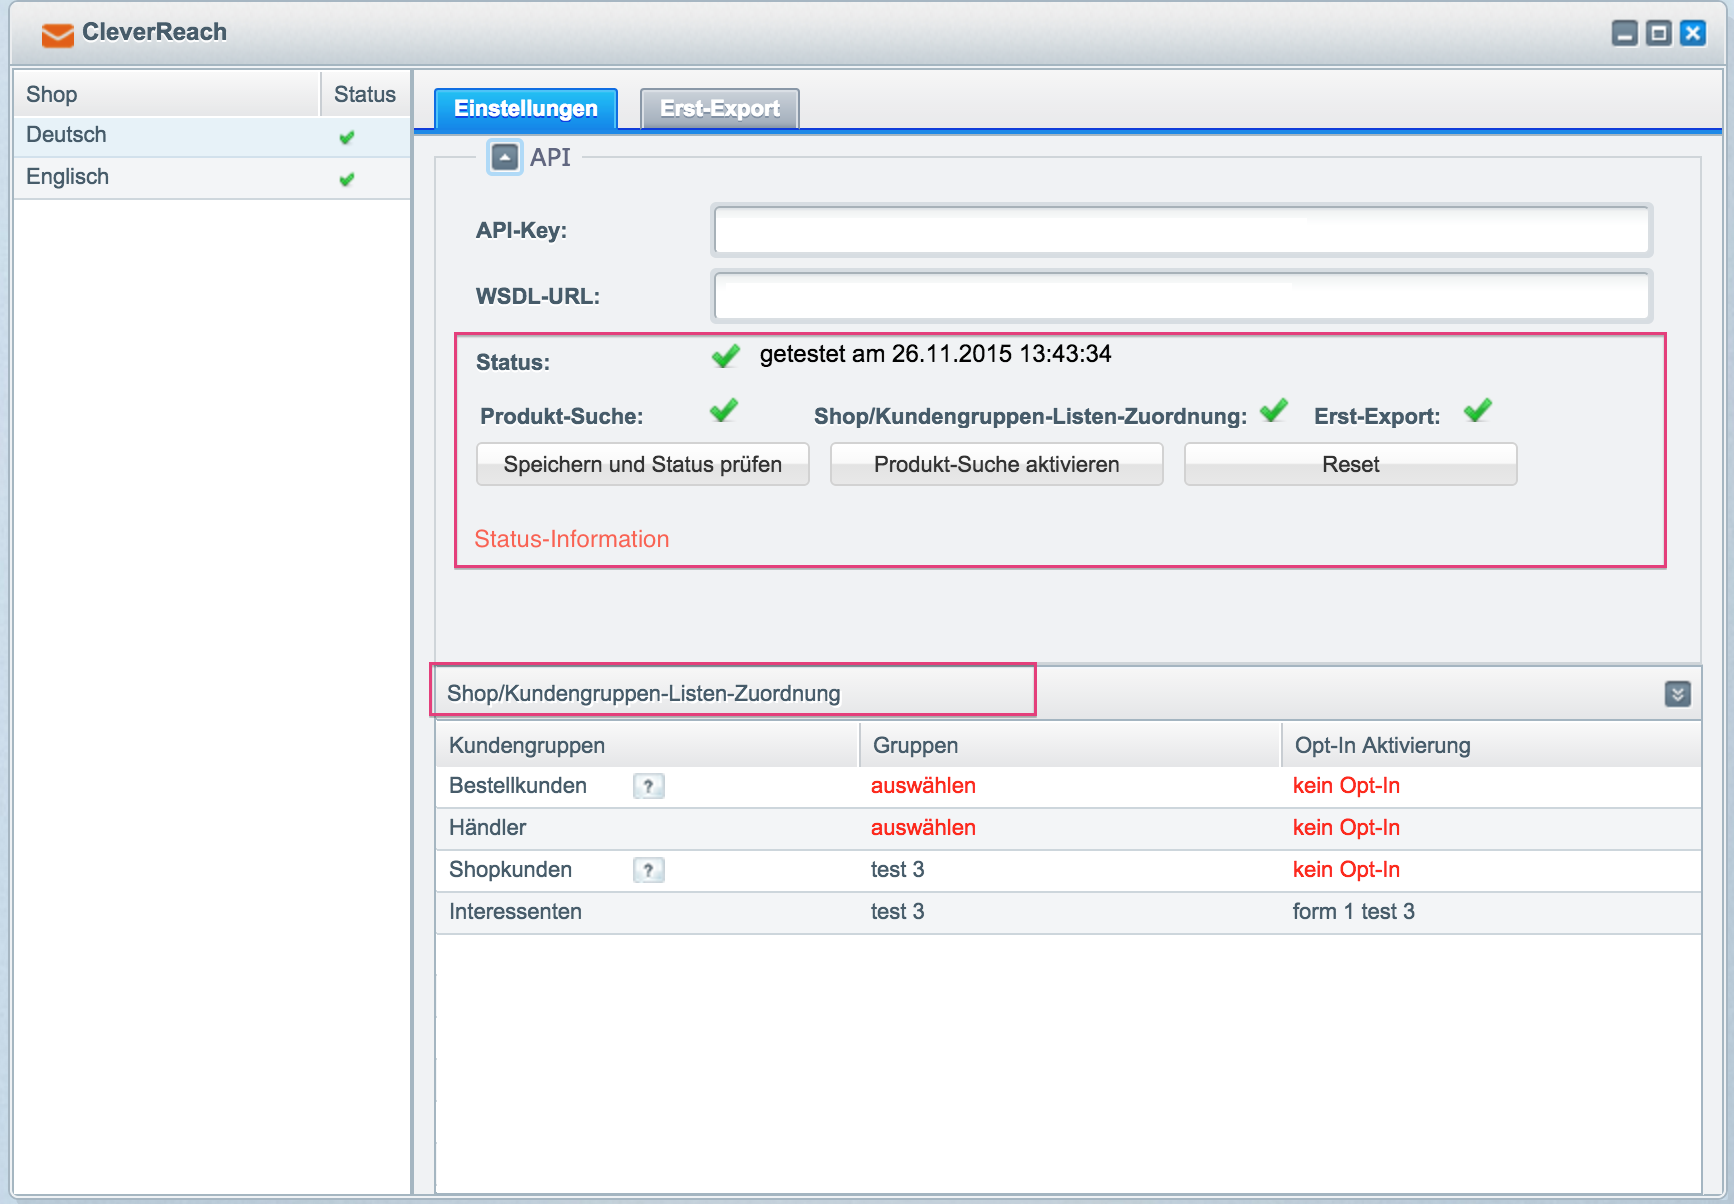 CleverReach
Shop Status
Deutsch
Englisch
Einstellungen Erst-Export
API
API-Key:
WSDL-URL:
Status: getestet am 26.11.2015 13:43:34
Produkt-Suche: Shop/Kundengruppen-Listen-Zuordnung: Erst-Export:
Speichern und Status prüfen Produkt-Suche aktivieren Reset
Status-Information
Shop/Kundengruppen-Listen-Zuordnung
Kundengruppen Gruppen Opt-In Aktivierung
Bestellkunden ? auswählen kein Opt-In
Händler auswählen kein Opt-In
Shopkunden ? test 3 kein Opt-In
Interessenten test 3 form 1 test 3